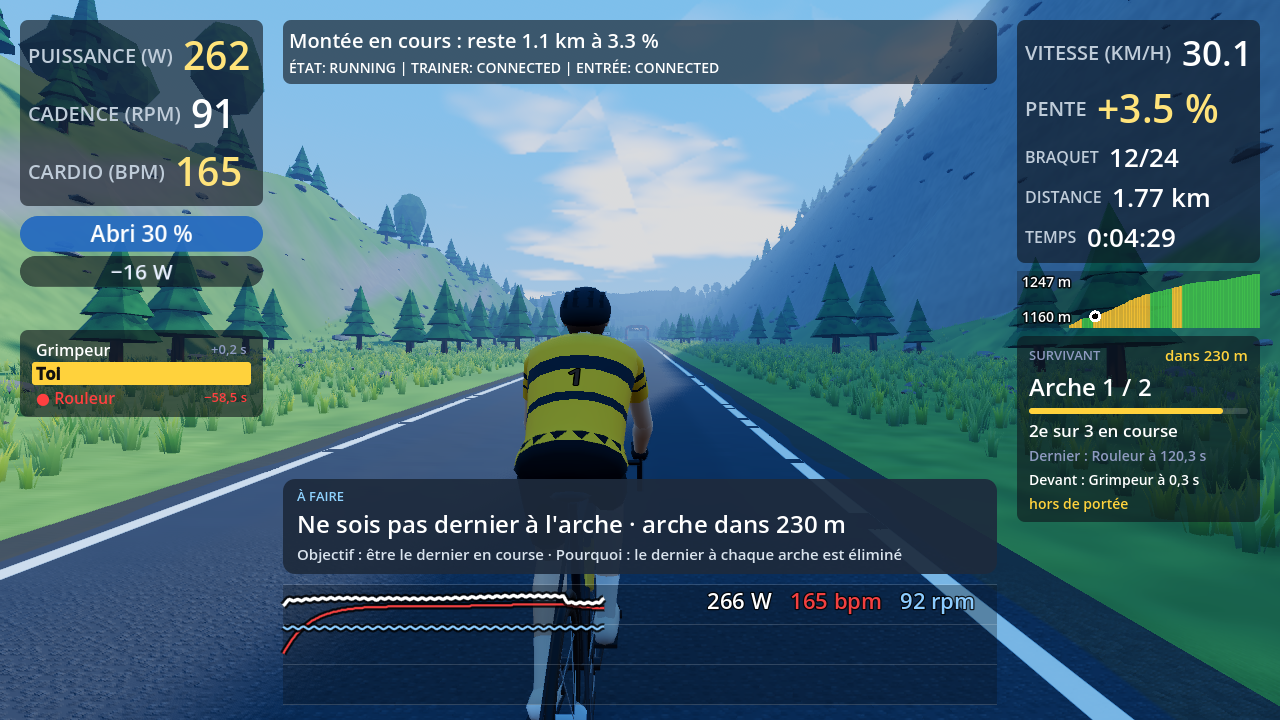 PUISSANCE (W) 262
CADENCE (RPM) 91
CARDIO (BPM) 165
Abri 30 %
−16 W
Grimpeur +0,2 s
Toi
Rouleur −58,5 s
Montée en cours : reste 1.1 km à 3.3 %
ÉTAT: RUNNING | TRAINER: CONNECTED | ENTRÉE: CONNECTED
VITESSE (KM/H) 30.1
PENTE +3.5 %
BRAQUET 12/24
DISTANCE 1.77 km
TEMPS 0:04:29
1247 m
1160 m
SURVIVANT dans 230 m
Arche 1 / 2
2e sur 3 en course
Dernier : Rouleur à 120,3 s
Devant : Grimpeur à 0,3 s
hors de portée
1
À FAIRE
Ne sois pas dernier à l'arche · arche dans 230 m
Objectif : être le dernier en course · Pourquoi : le dernier à chaque arche est éliminé
266 W 165 bpm 92 rpm